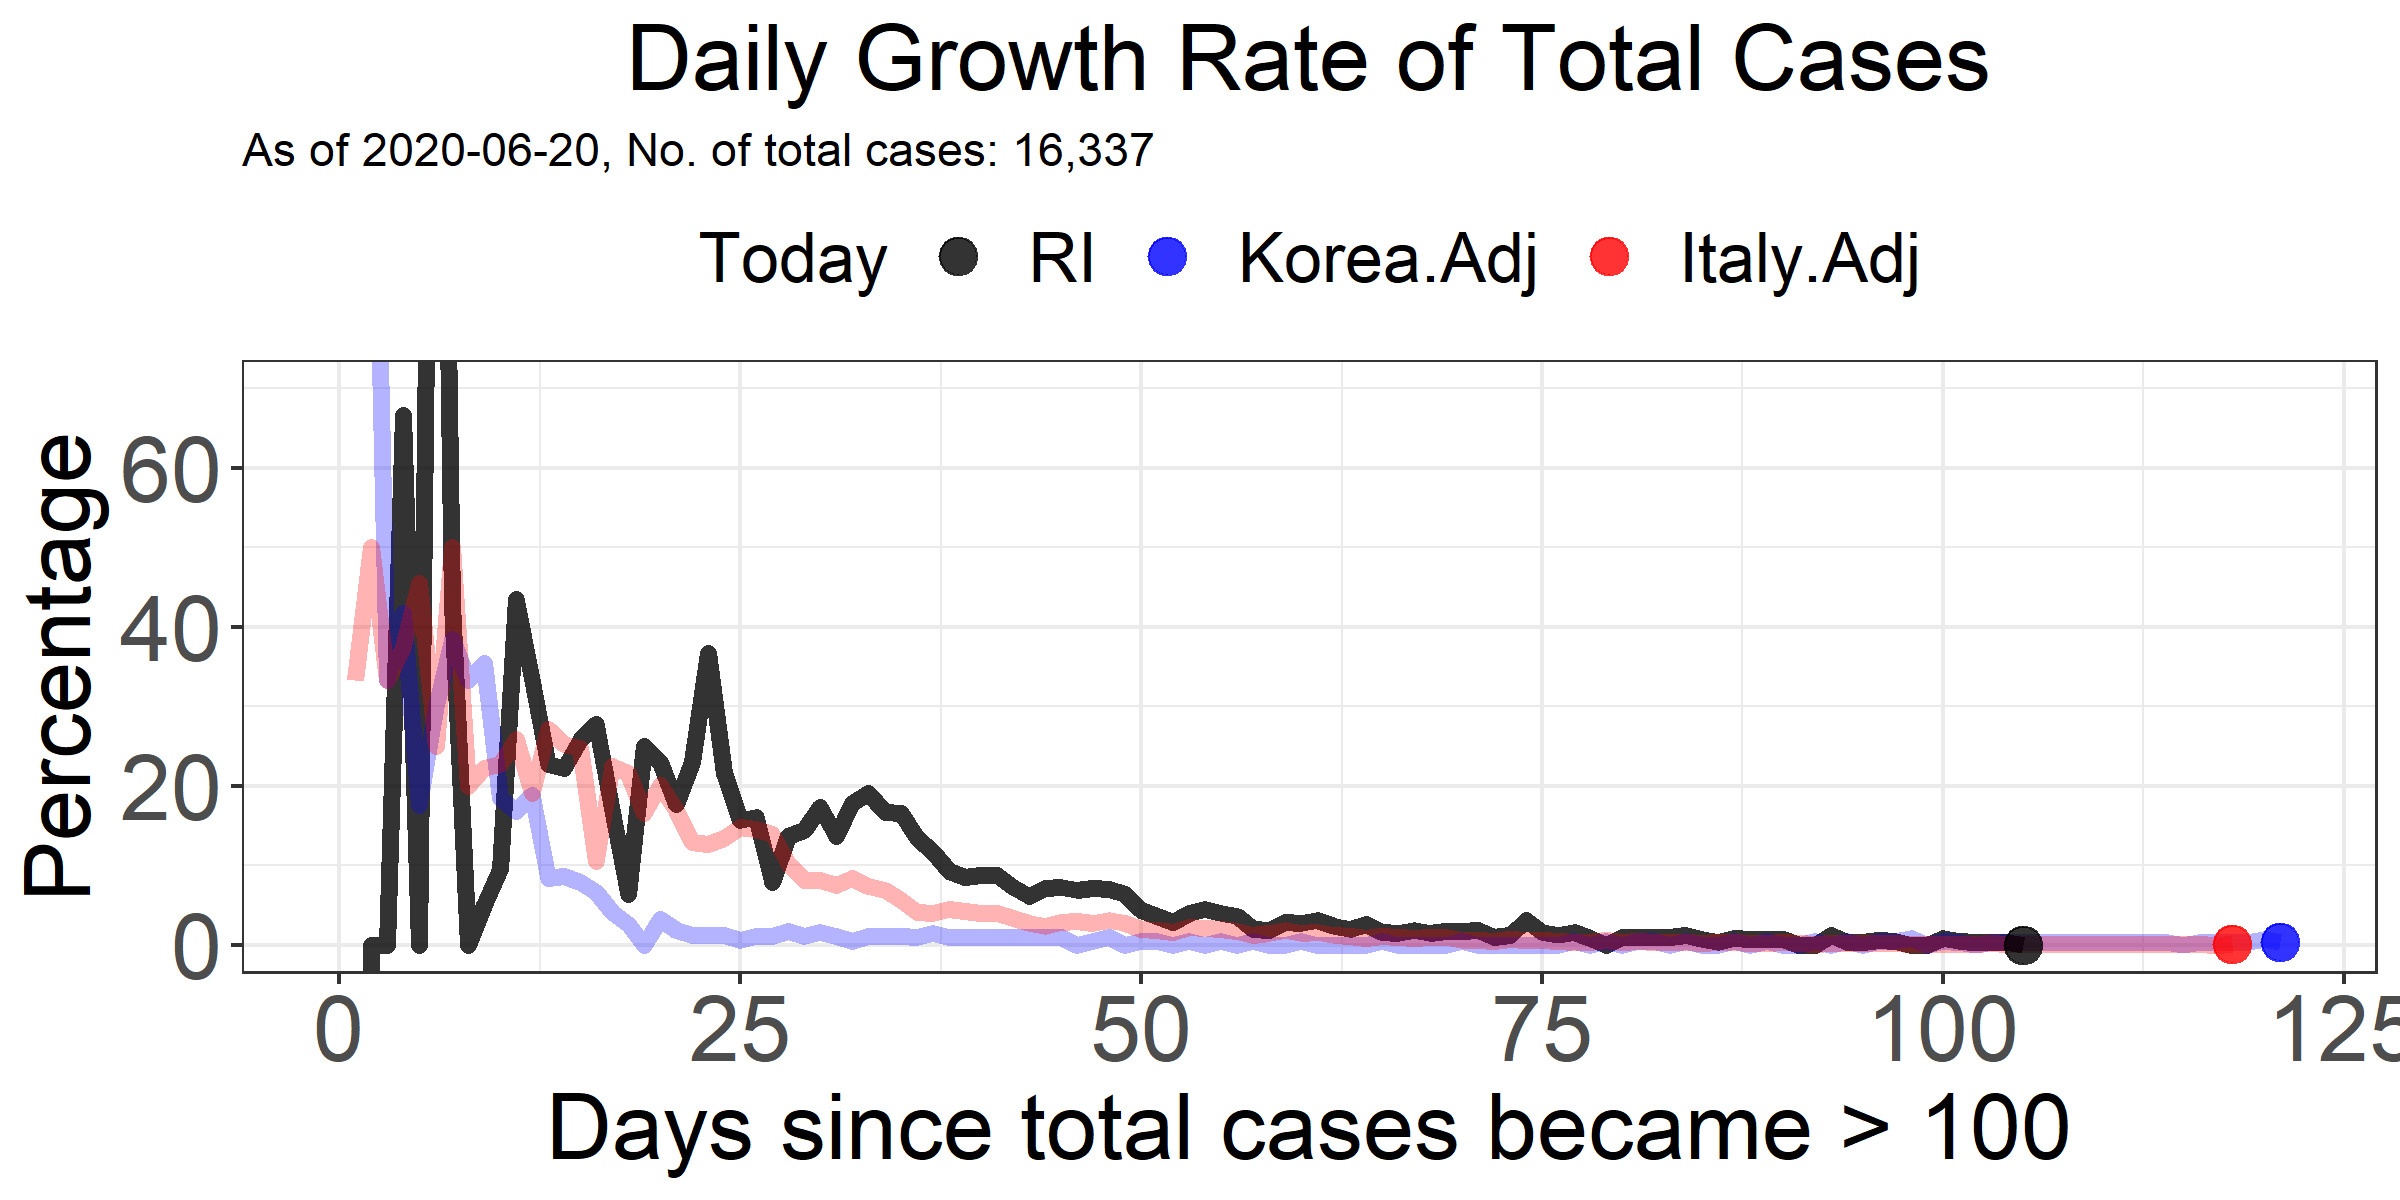 Daily Growth Rate of Total Cases
As of 2020-06-20, No. of total cases: 16,337
Today RI Korea.Adj Italy.Adj
Percentage
60
40
20
0
0 25 50 75 100 125
Days since total cases became > 100